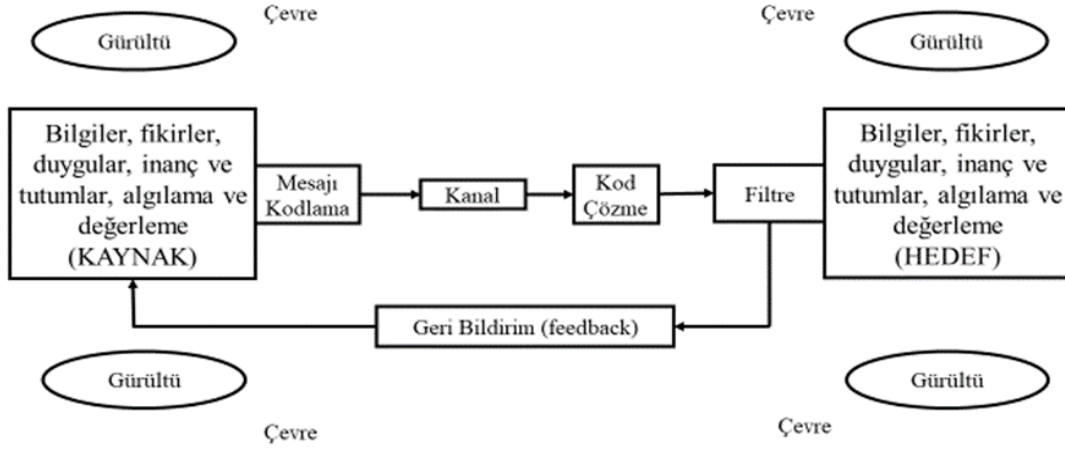 Çevre
Çevre
Gürültü
Gürültü
Bilgiler, fikirler,
duygular, inanç ve
tutumlar, algılama ve
değerleme
(KAYNAK)
Mesajı
Kodlama
Kanal
Kod
Çözme
Filtre
Bilgiler, fikirler,
duygular, inanç ve
tutumlar, algılama ve
değerleme
(HEDEF)
Geri Bildirim (feedback)
Gürültü
Gürültü
Çevre
Çevre